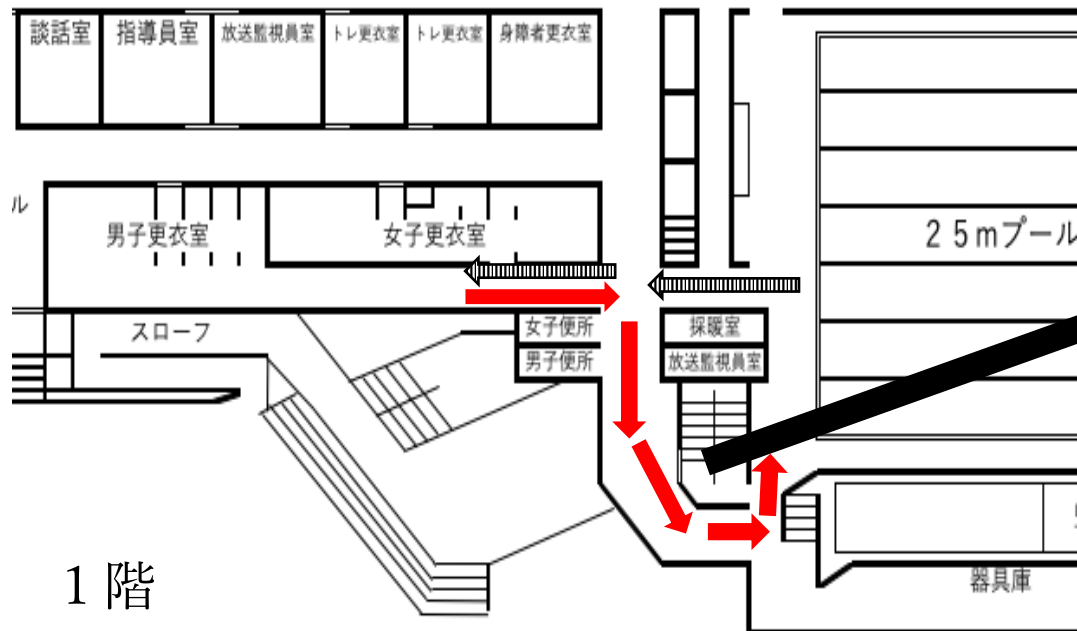 談話室
指導員室
放送監視員室
トレ更衣室
トレ更衣室
身障者更衣室
ル
男子更衣室
女子更衣室
25mプール
女子便所
採暖室
スローフ
男子便所
放送監視員室
器具庫
1階